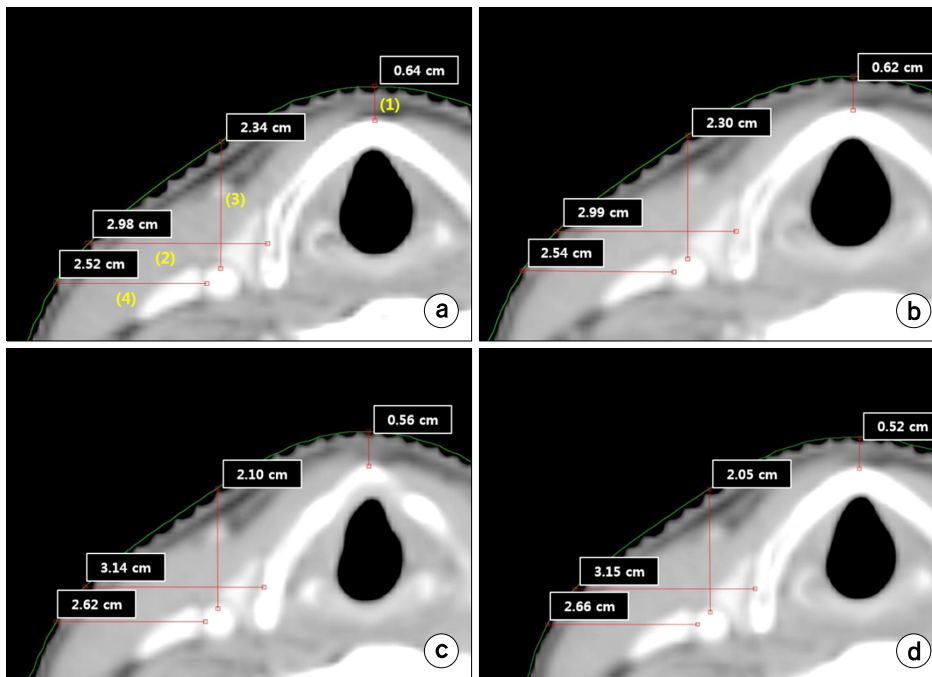 0.64 cm
(1)
2.34 cm
(3)
2.98 cm
(2)
2.52 cm
(4)
a
0.62 cm
2.30 cm
2.99 cm
2.54 cm
b
0.56 cm
2.10 cm
3.14 cm
2.62 cm
c
0.52 cm
2.05 cm
3.15 cm
2.66 cm
d